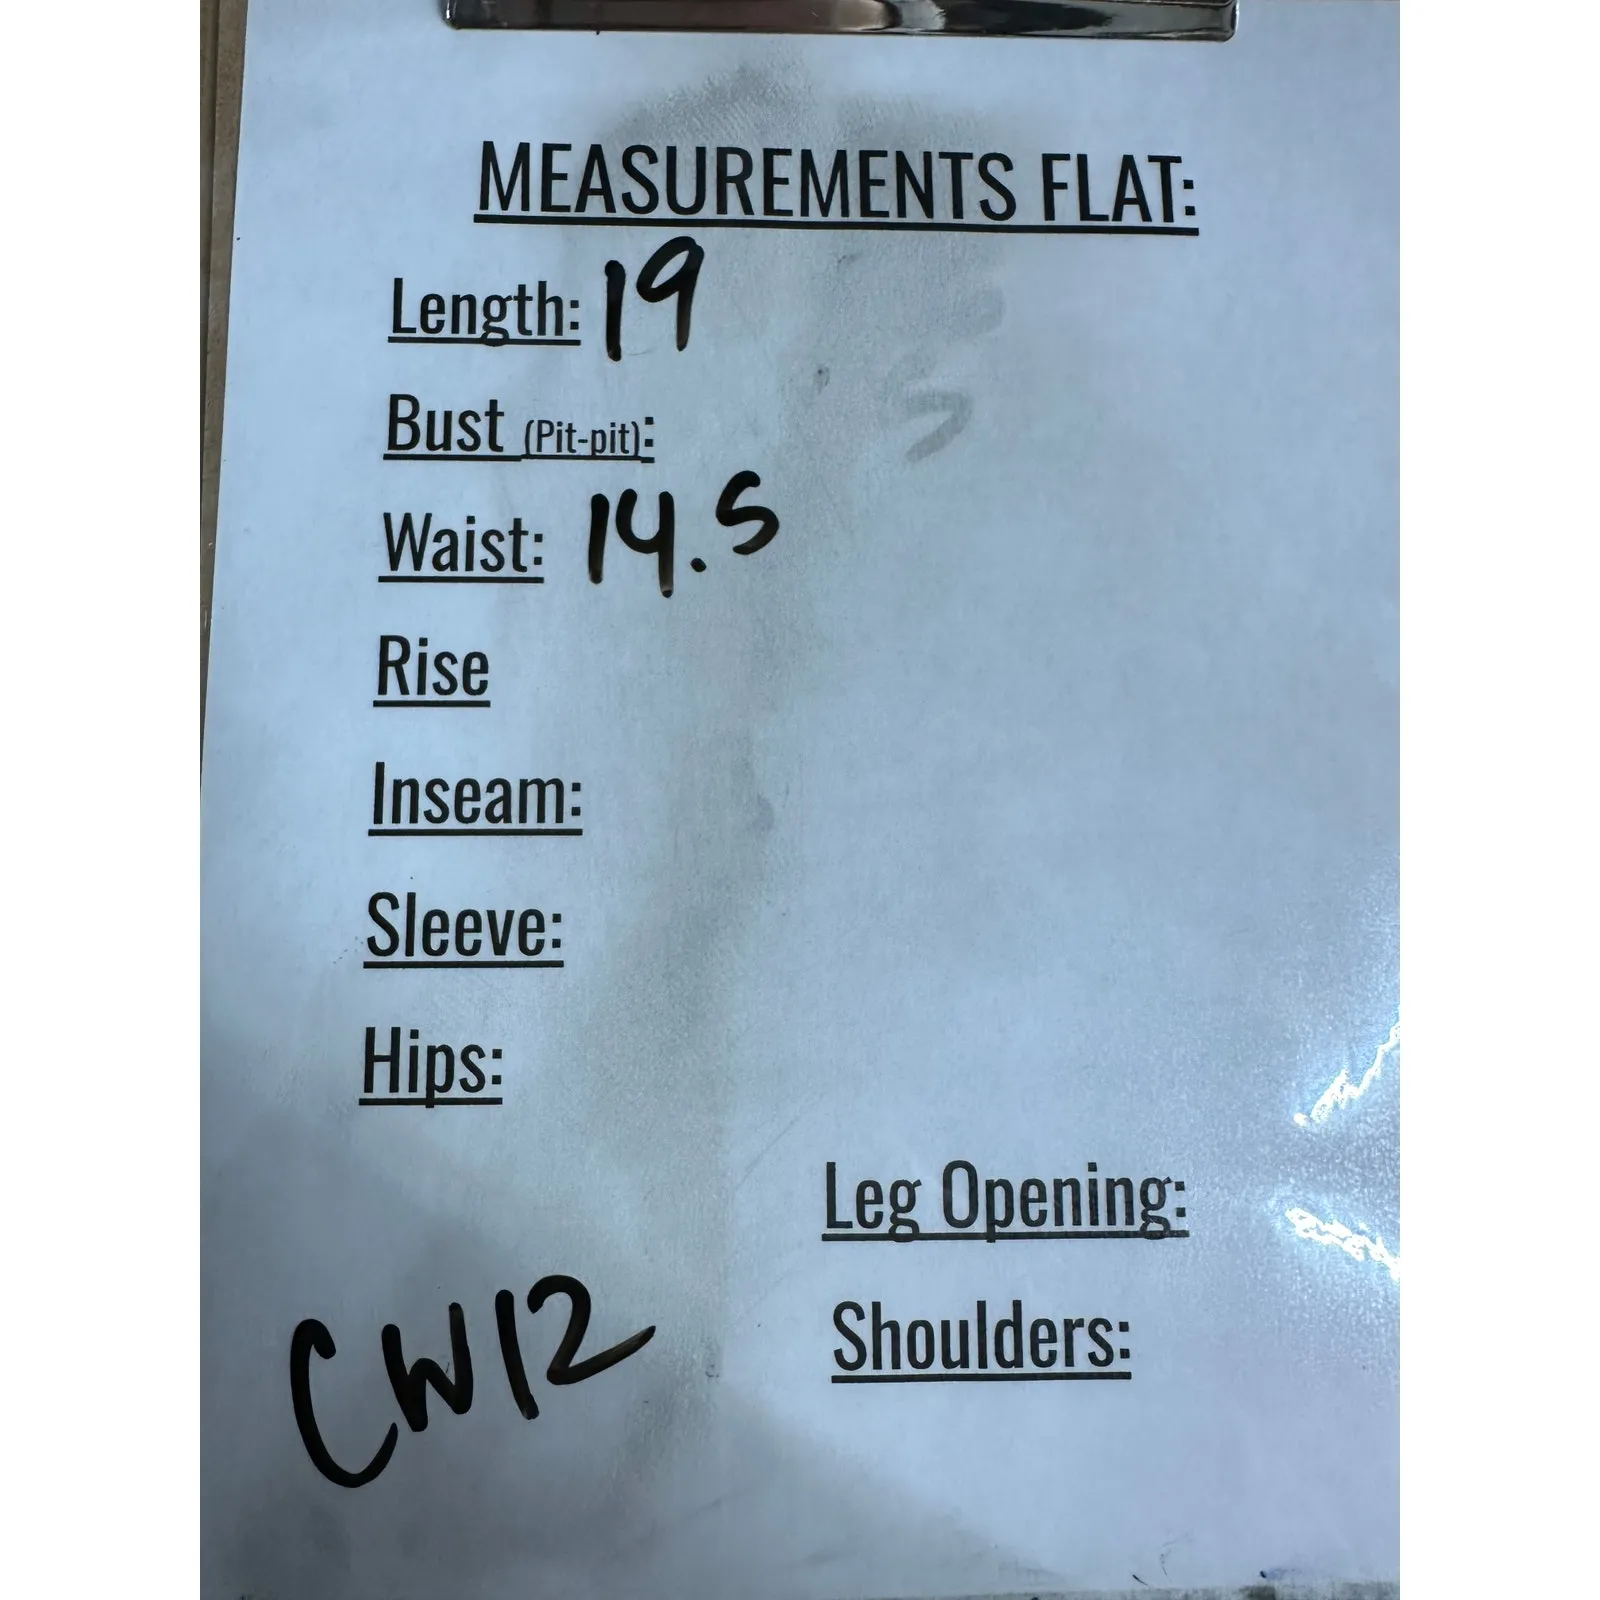 MEASUREMENTS FLAT:
Length: 19
Bust (Pit-pit):
Waist: 14.5
Rise
Inseam:
Sleeve:
Hips:
Leg Opening:
Shoulders:
CW12